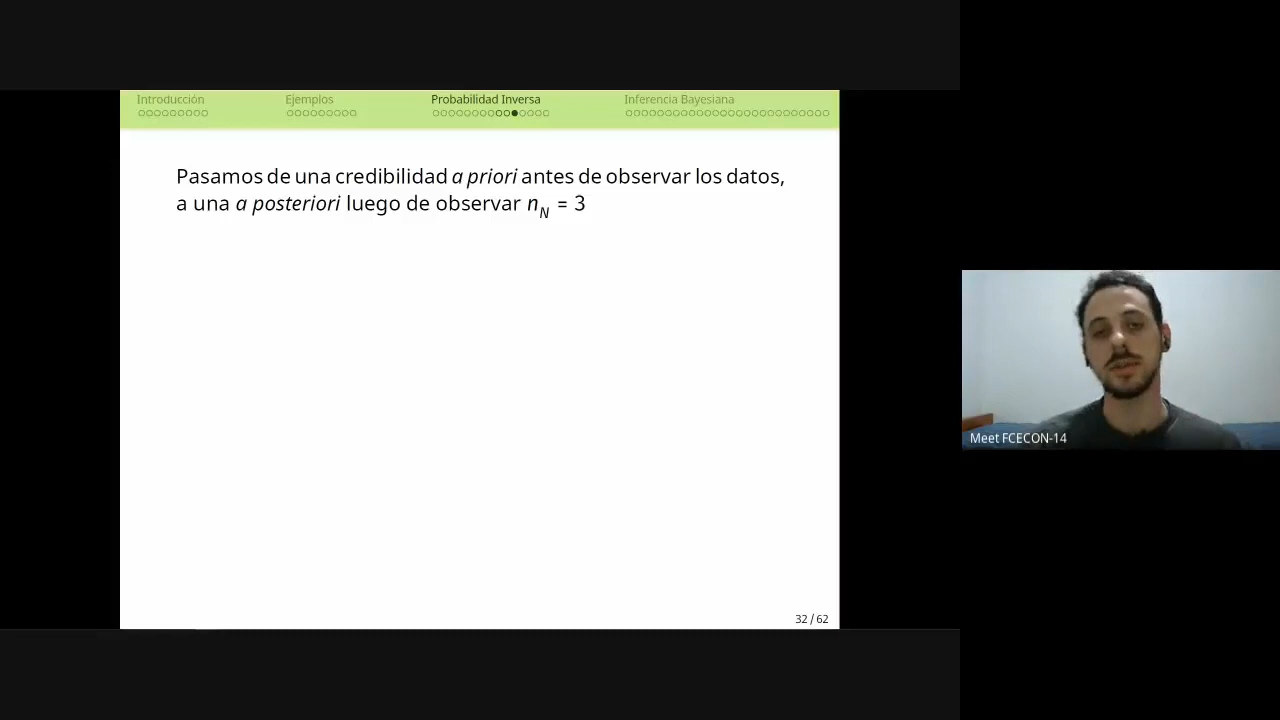 Introducción Ejemplos Probabilidad Inversa Inferencia Bayesiana
Pasamos de una credibilidad a priori antes de observar los datos,
a una a posteriori luego de observar n_N = 3
Meet FCECON-14
32 / 62